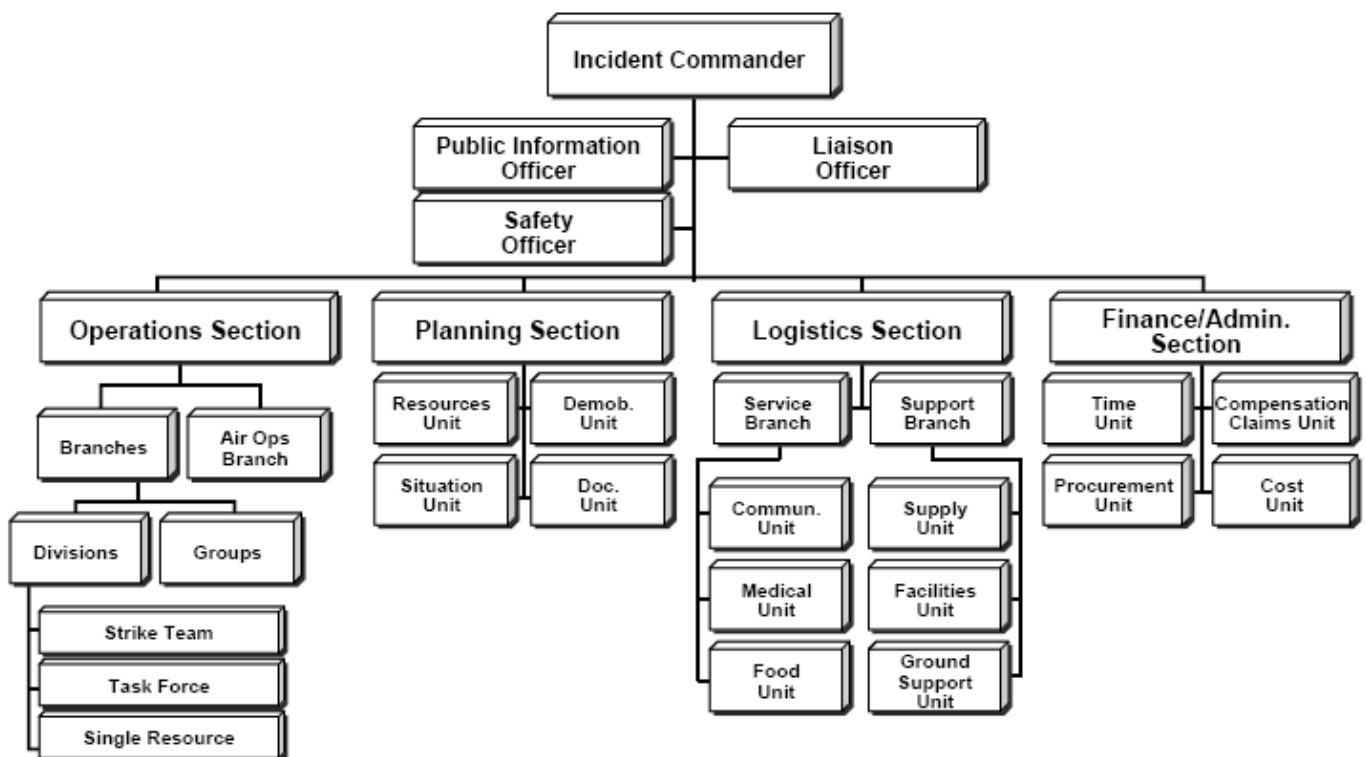 Incident Commander
Public Information
Officer
Liaison
Officer
Safety
Officer
Operations Section
Planning Section
Logistics Section
Finance/Admin.
Section
Branches
Air Ops
Branch
Resources
Unit
Demob.
Unit
Service
Branch
Support
Branch
Time
Unit
Compensation
Claims Unit
Situation
Unit
Doc.
Unit
Procurement
Unit
Cost
Unit
Divisions
Groups
Commun.
Unit
Supply
Unit
Medical
Unit
Facilities
Unit
Strike Team
Task Force
Single Resource
Food
Unit
Ground
Support
Unit